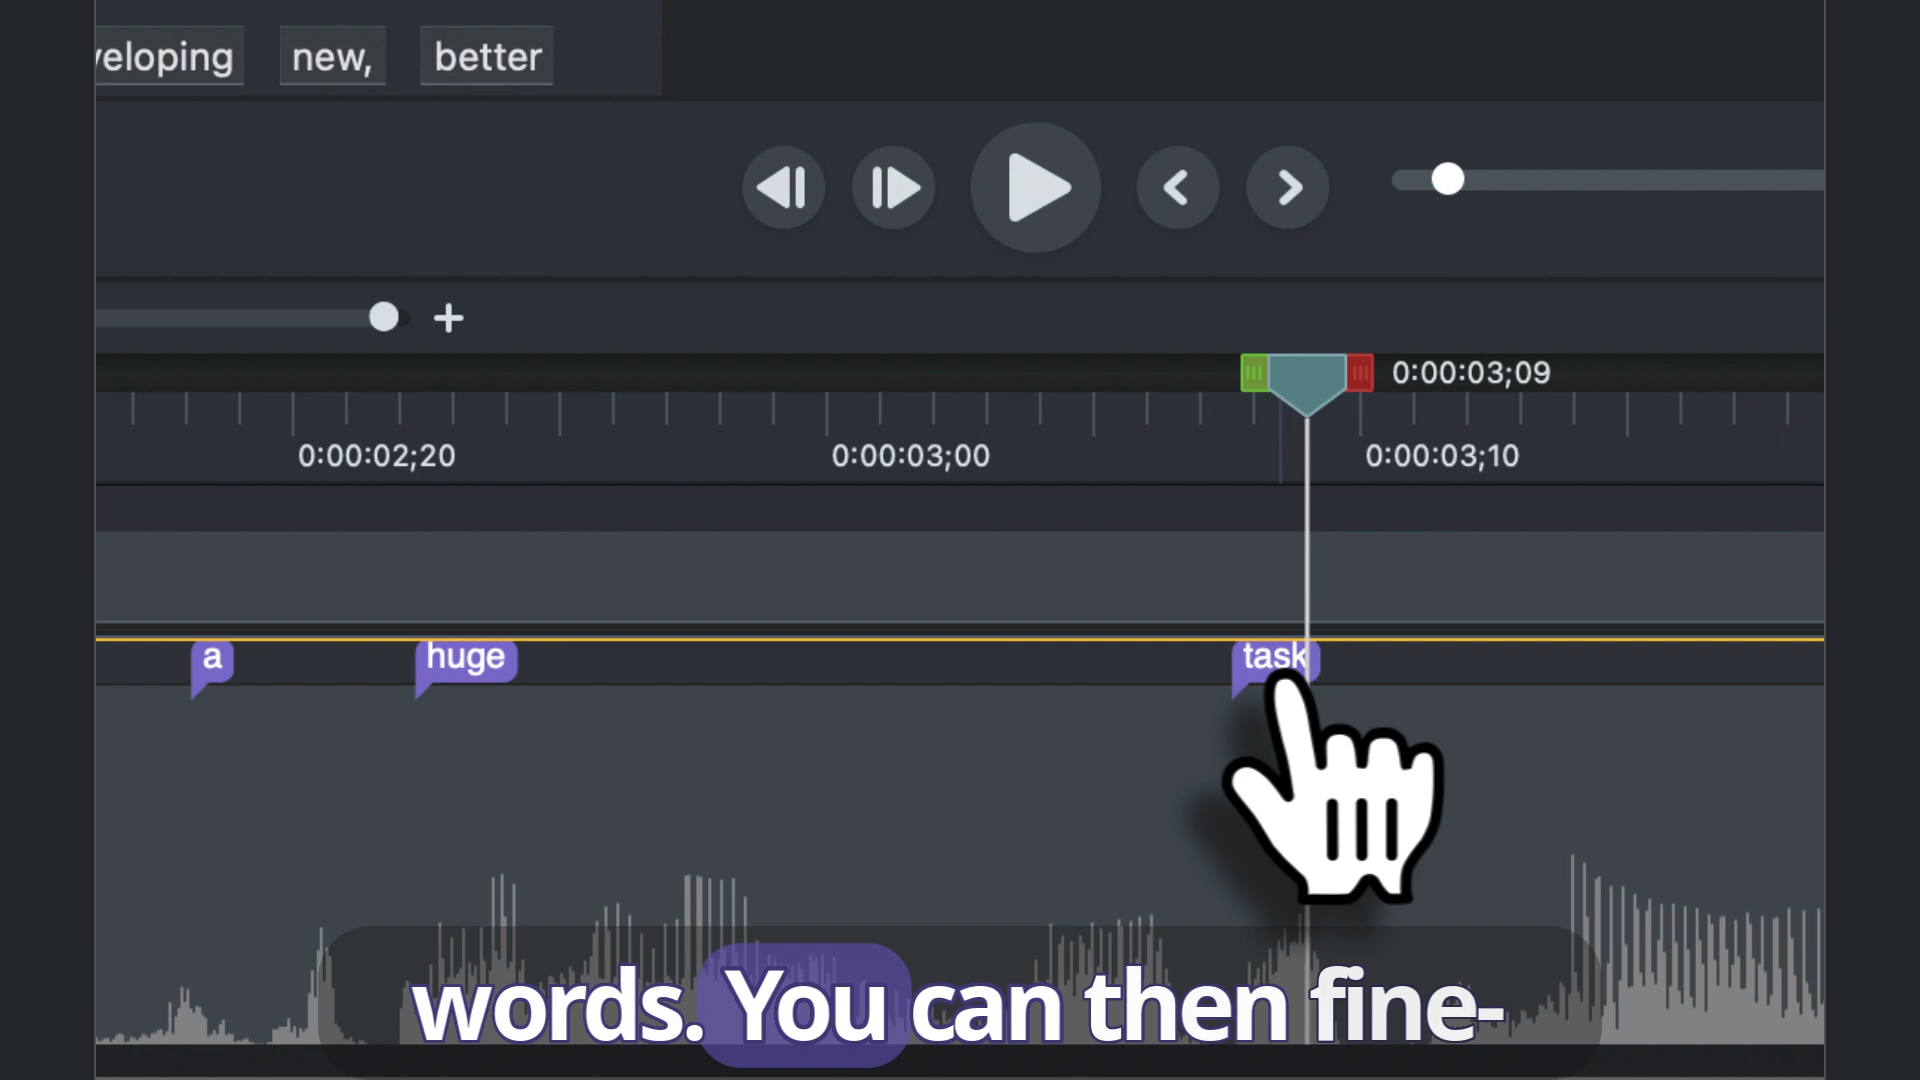 veloping new, better
0:00:03;09
0:00:02;20 0:00:03;00 0:00:03;10
a huge task
words. You can then fine-